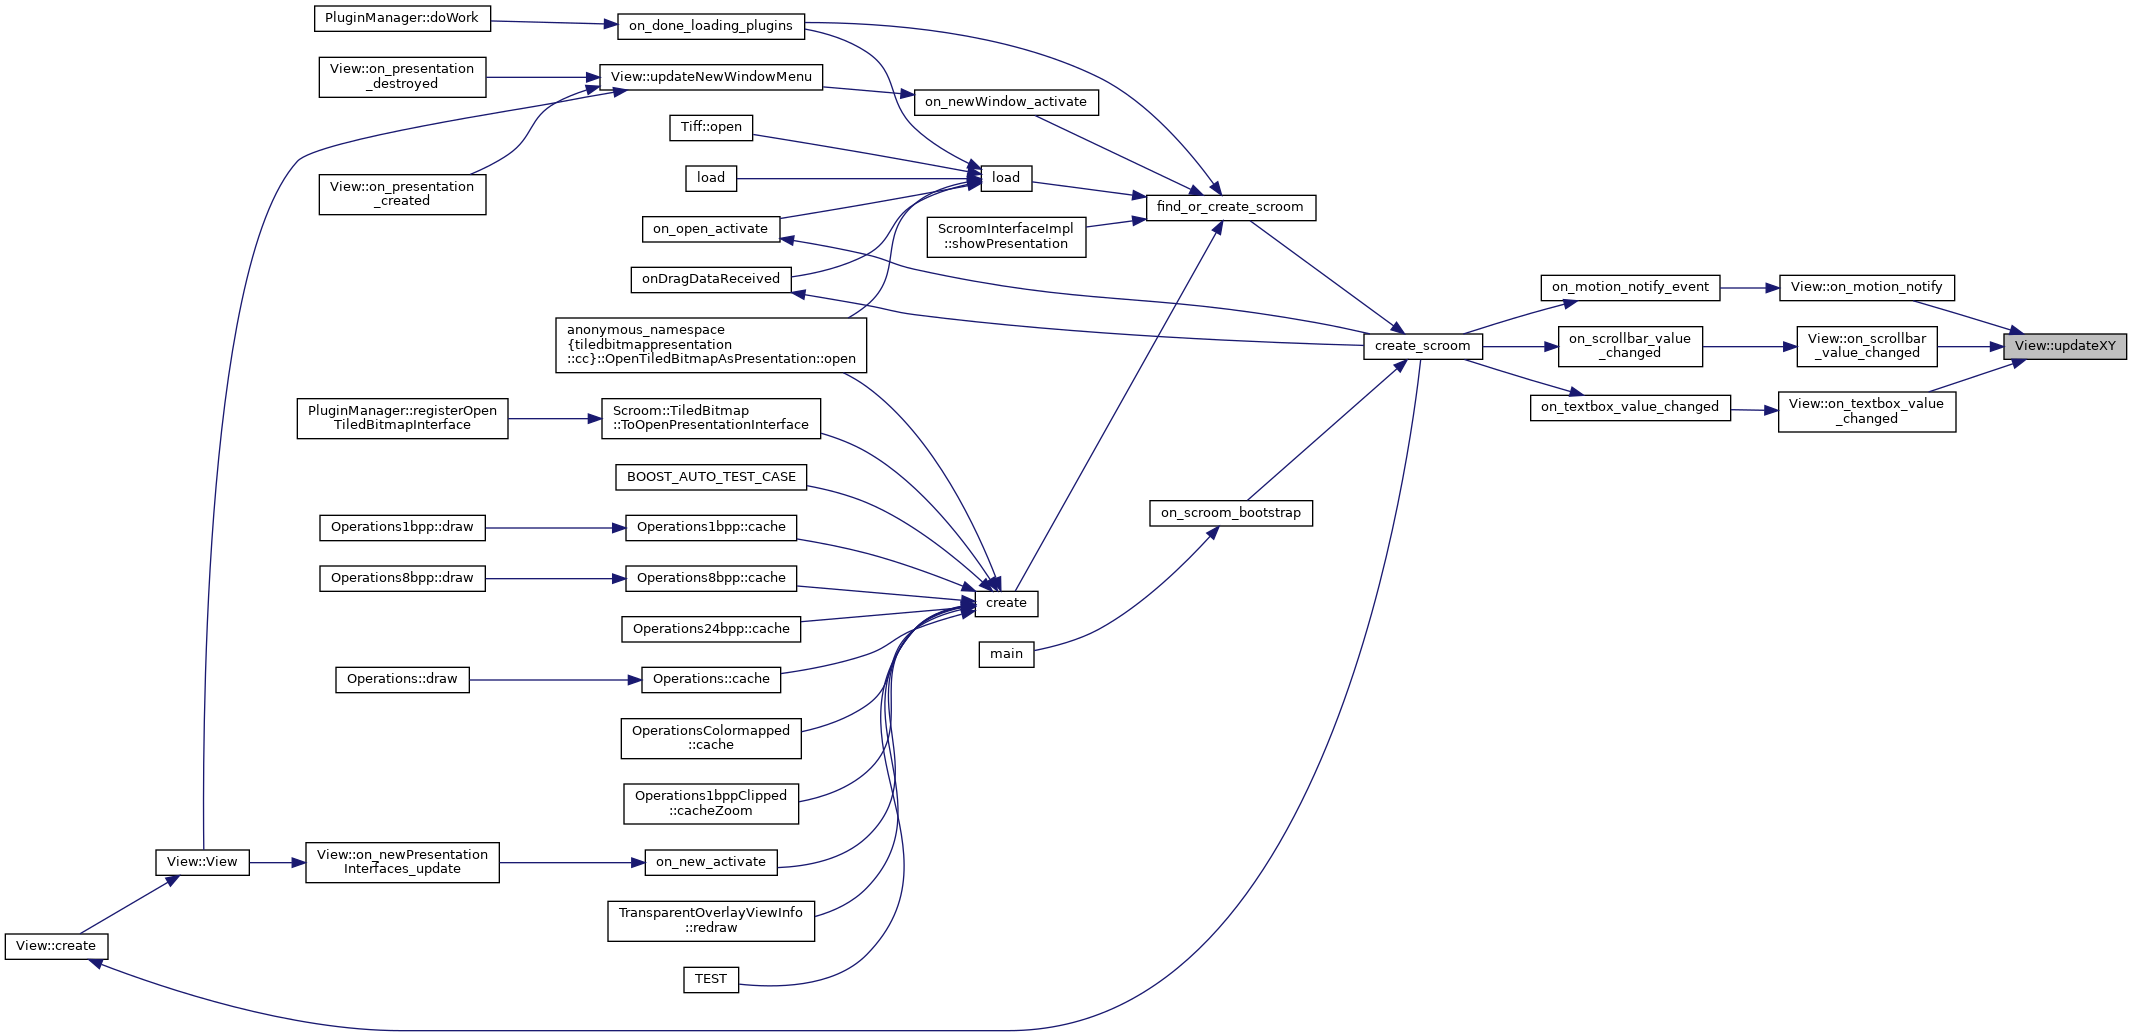 PluginManager::doWork
on_done_loading_plugins
View::on_presentation
_destroyed
View::updateNewWindowMenu
on_newWindow_activate
Tiff::open
load
load
View::on_presentation
_created
find_or_create_scroom
on_open_activate
ScroomInterfaceImpl
::showPresentation
onDragDataReceived
on_motion_notify_event
View::on_motion_notify
anonymous_namespace
{tiledbitmappresentation
::cc}::OpenTiledBitmapAsPresentation::open
create_scroom
on_scrollbar_value
_changed
View::on_scrollbar
_value_changed
View::updateXY
PluginManager::registerOpen
TiledBitmapInterface
Scroom::TiledBitmap
::ToOpenPresentationInterface
on_textbox_value_changed
View::on_textbox_value
_changed
BOOST_AUTO_TEST_CASE
on_scroom_bootstrap
Operations1bpp::draw
Operations1bpp::cache
Operations8bpp::draw
Operations8bpp::cache
create
Operations24bpp::cache
main
Operations::draw
Operations::cache
OperationsColormapped
::cache
Operations1bppClipped
::cacheZoom
View::View
View::on_newPresentation
Interfaces_update
on_new_activate
TransparentOverlayViewInfo
::redraw
View::create
TEST